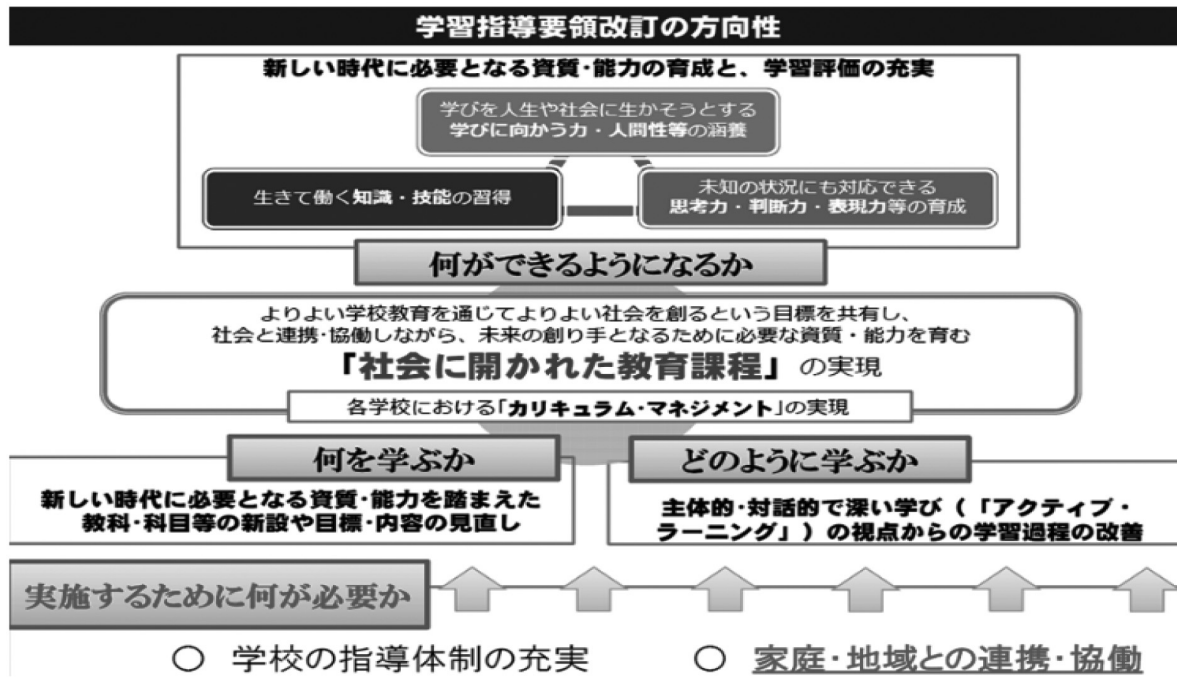 学習指導要領改訂の方向性
新しい時代に必要となる資質･能力の育成と、学習評価の充実
学びを人生や社会に生かそうとする
学びに向かう力・人間性等の涵養
生きて働く知識・技能の習得
未知の状況にも対応できる
思考力・判断力・表現力等の育成
何ができるようになるか
よりよい学校教育を通じてよりよい社会を創るという目標を共有し、
社会と連携･協働しながら、未来の創り手となるために必要な資質・能力を育む
「社会に開かれた教育課程」の実現
各学校における「カリキュラム･マネジメント」の実現
何を学ぶか
新しい時代に必要となる資質･能力を踏まえた
教科･科目等の新設や目標･内容の見直し
どのように学ぶか
主体的･対話的で深い学び（「アクティブ・
ラーニング」）の視点からの学習過程の改善
実施するために何が必要か
○ 学校の指導体制の充実
○ 家庭・地域との連携・協働